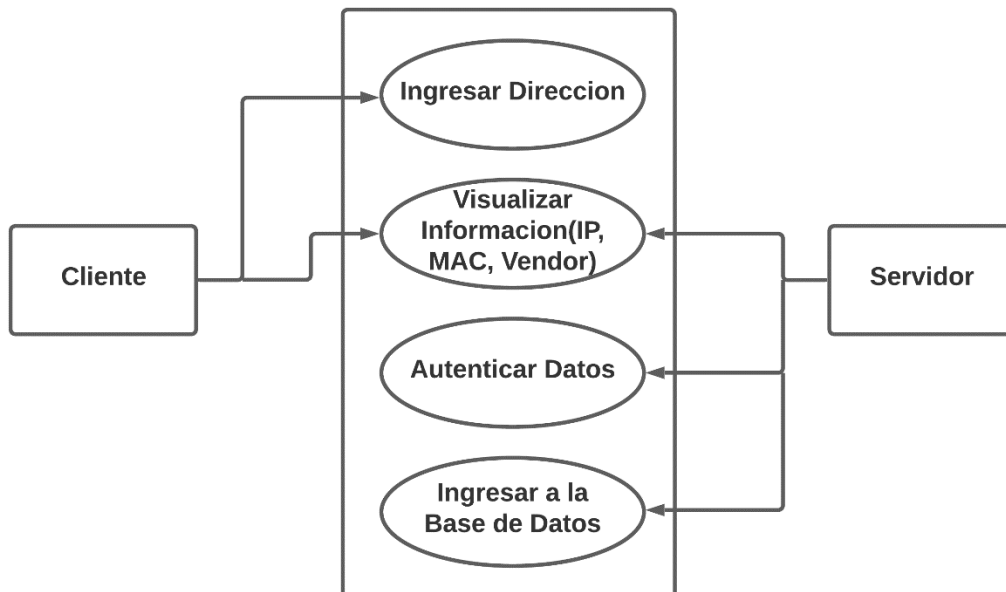 Ingresar Direccion
Visualizar
Informacion(IP,
MAC, Vendor)
Cliente
Servidor
Autenticar Datos
Ingresar a la
Base de Datos